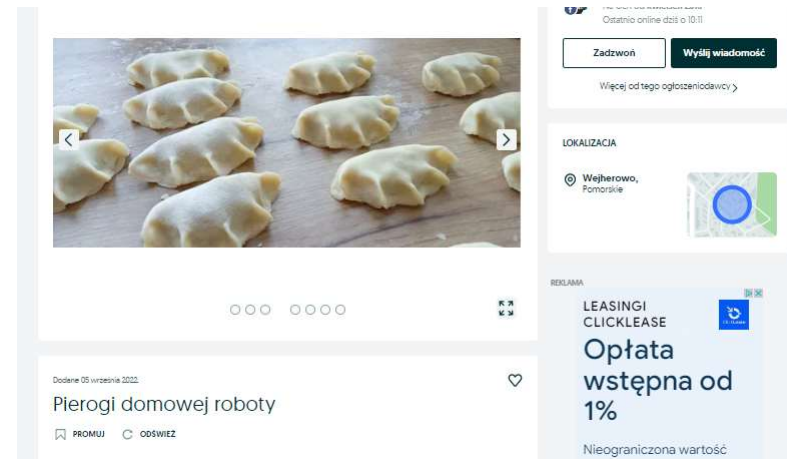 Ostatnio online dziś o 10:11
Zadzwoń
Wyślij wiadomość
Więcej od tego ogłoszeniodawcy
LOKALIZACJA
Wejherowo,
Pomorskie
REKLAMA
LEASINGI
CLICKLEASE
Opłata
wstępna od
1%
Nieograniczona wartość
Dodane 05 września 2022
Pierogi domowej roboty
PROMUJ
ODŚWIEŻ